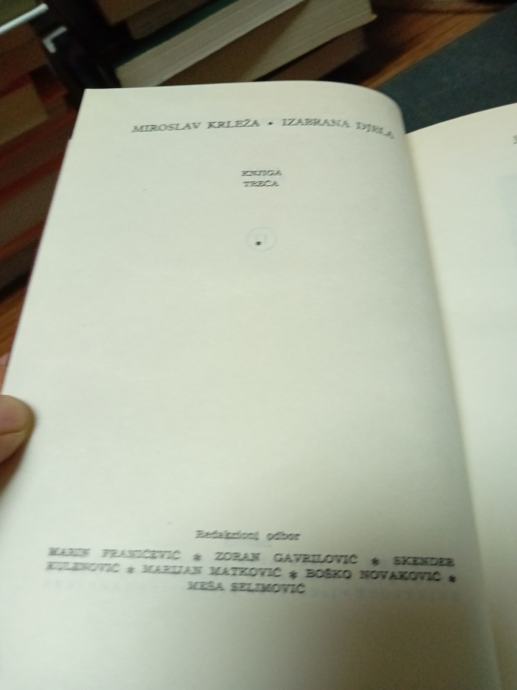 MIROSLAV KRLEŽA • IZABRANA DJELA
KNJIGA
TREĆA
Redakcioni odbor
MARIN FRANIČEVIĆ * ZORAN GAVRILOVIĆ * SKENDER
KULENOVIĆ * MARIJAN MATKOVIĆ * BOŠKO NOVAKOVIĆ *
MEŠA SELIMOVIĆ